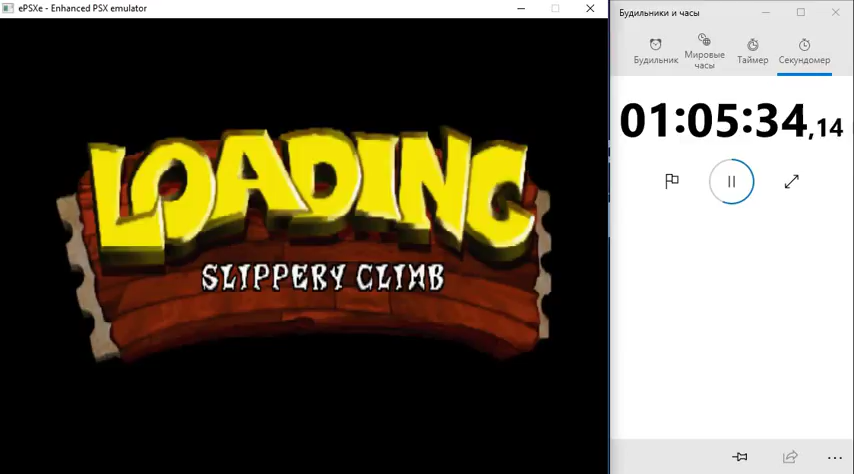 ePSXe - Enhanced PSX emulator
LOADING
SLIPPERY CLIMB
Будильники и часы
Будильник
Мировые часы
Таймер
Секундомер
01:05:34,14